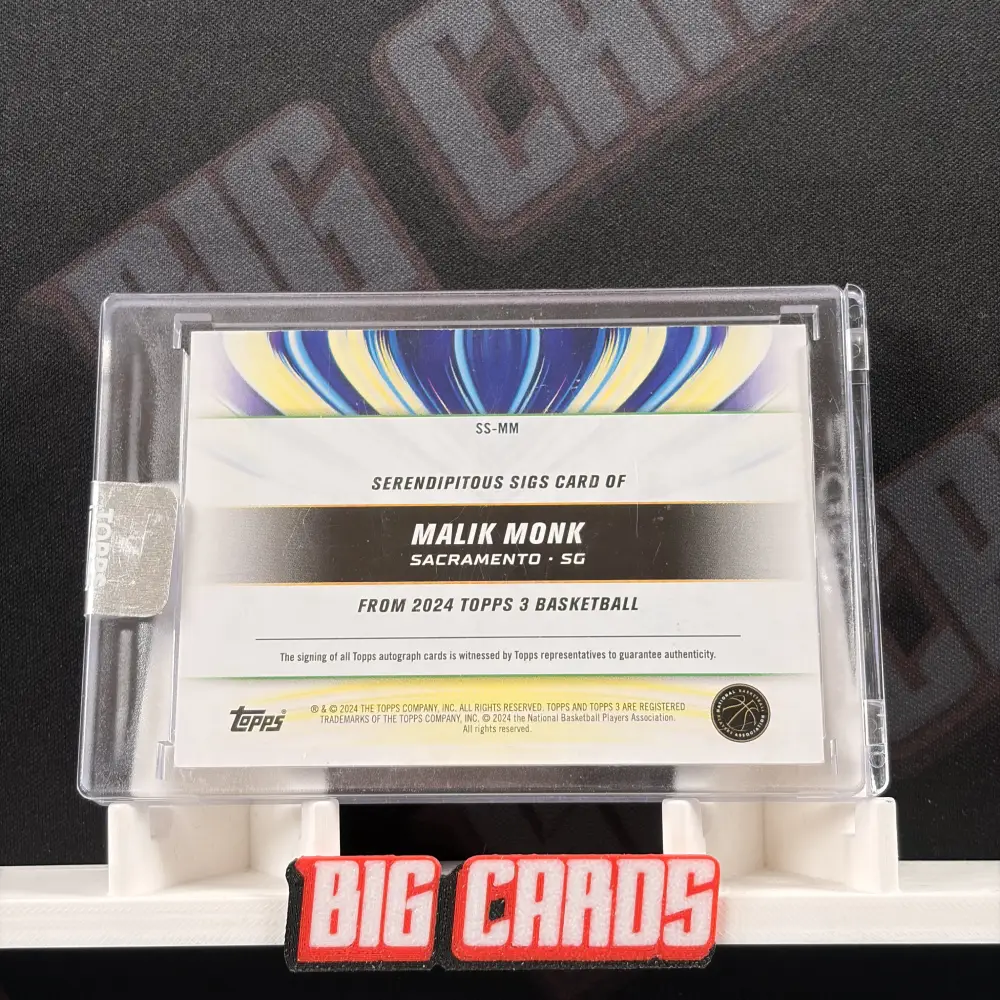 BIG CARDS
SS-MM
SERENDIPITOUS SIGS CARD OF
MALIK MONK
SACRAMENTO · SG
FROM 2024 TOPPS 3 BASKETBALL
The signing of all Topps autograph cards is witnessed by Topps representatives to guarantee authenticity.
topps®
® & © 2024 THE TOPPS COMPANY, INC. ALL RIGHTS RESERVED. TOPPS AND TOPPS 3 ARE REGISTERED
TRADEMARKS OF THE TOPPS COMPANY, INC. © 2024 the National Basketball Players Association.
All rights reserved.
TOPPS
BIG CARDS